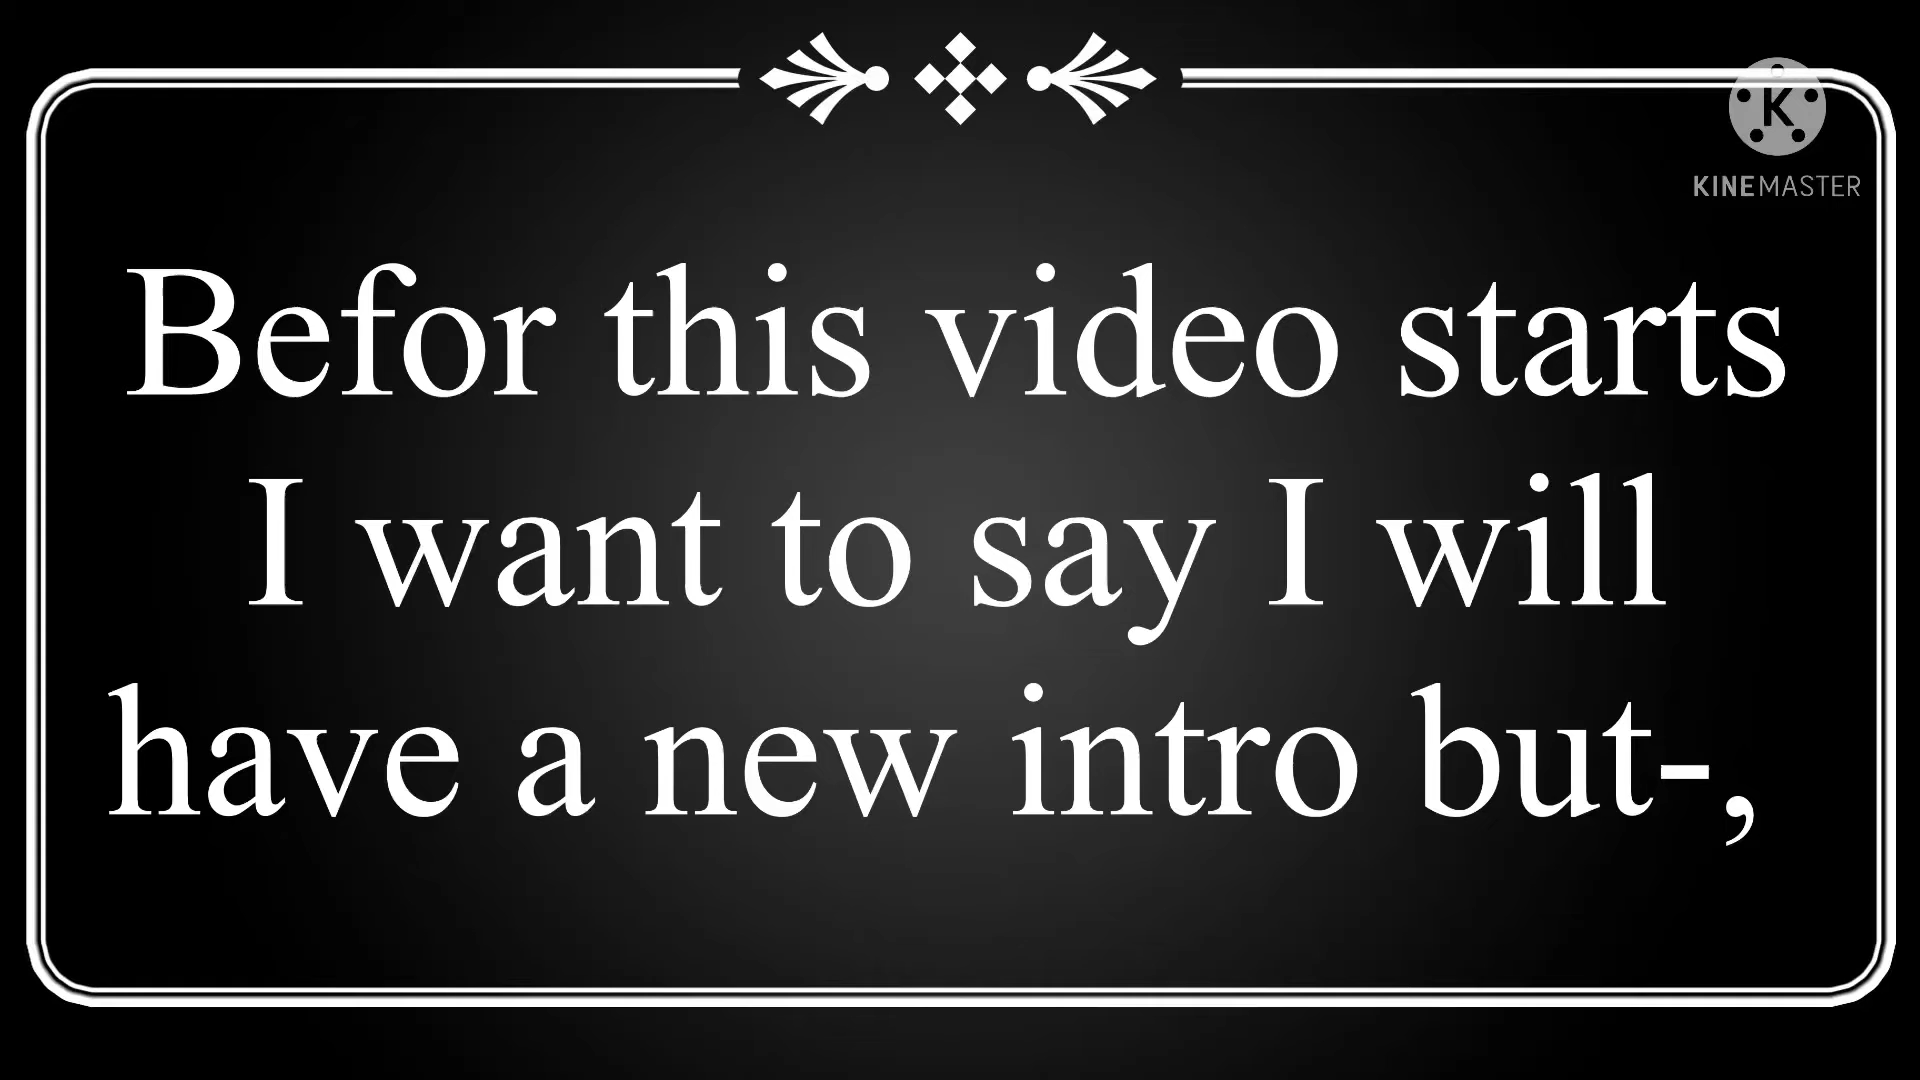 K
KINEMASTER
Befor this video starts
I want to say I will
have a new intro but-,